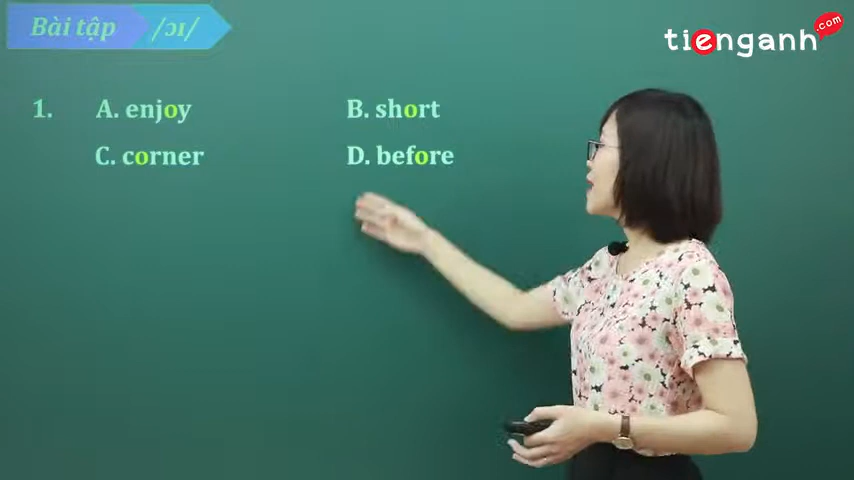 Bài tập /ɔɪ/
tienganh.com
1. A. enjoy B. short
C. corner D. before